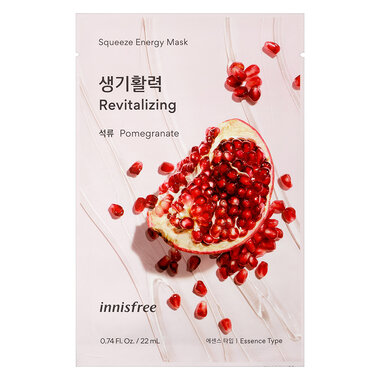 Squeeze Energy Mask
생기활력
Revitalizing
석류 Pomegranate
innisfree
0.74 Fl. Oz. / 22 mL
에센스 타입 | Essence Type